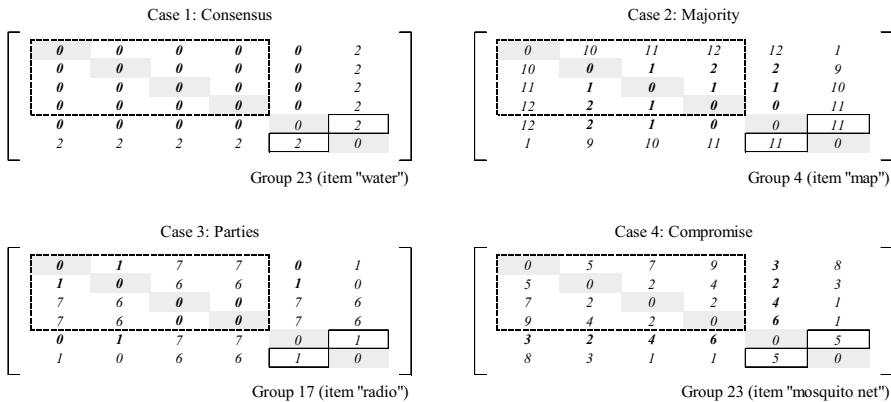 Case 1: Consensus
0 0 0 0 0 2
0 0 0 0 0 2
0 0 0 0 0 2
0 0 0 0 0 2
0 0 0 0 0 2
2 2 2 2 2 0
Group 23 (item "water")
Case 2: Majority
0 10 11 12 12 1
10 0 1 2 2 9
11 1 0 1 1 10
12 2 1 0 0 11
12 2 1 0 0 11
1 9 10 11 11 0
Group 4 (item "map")
Case 3: Parties
0 1 7 7 0 1
1 0 6 6 1 0
7 6 0 0 7 6
7 6 0 0 7 6
0 1 7 7 0 1
1 0 6 6 1 0
Group 17 (item "radio")
Case 4: Compromise
0 5 7 9 3 8
5 0 2 4 2 3
7 2 0 2 4 1
9 4 2 0 6 1
3 2 4 6 0 5
8 3 1 1 5 0
Group 23 (item "mosquito net")